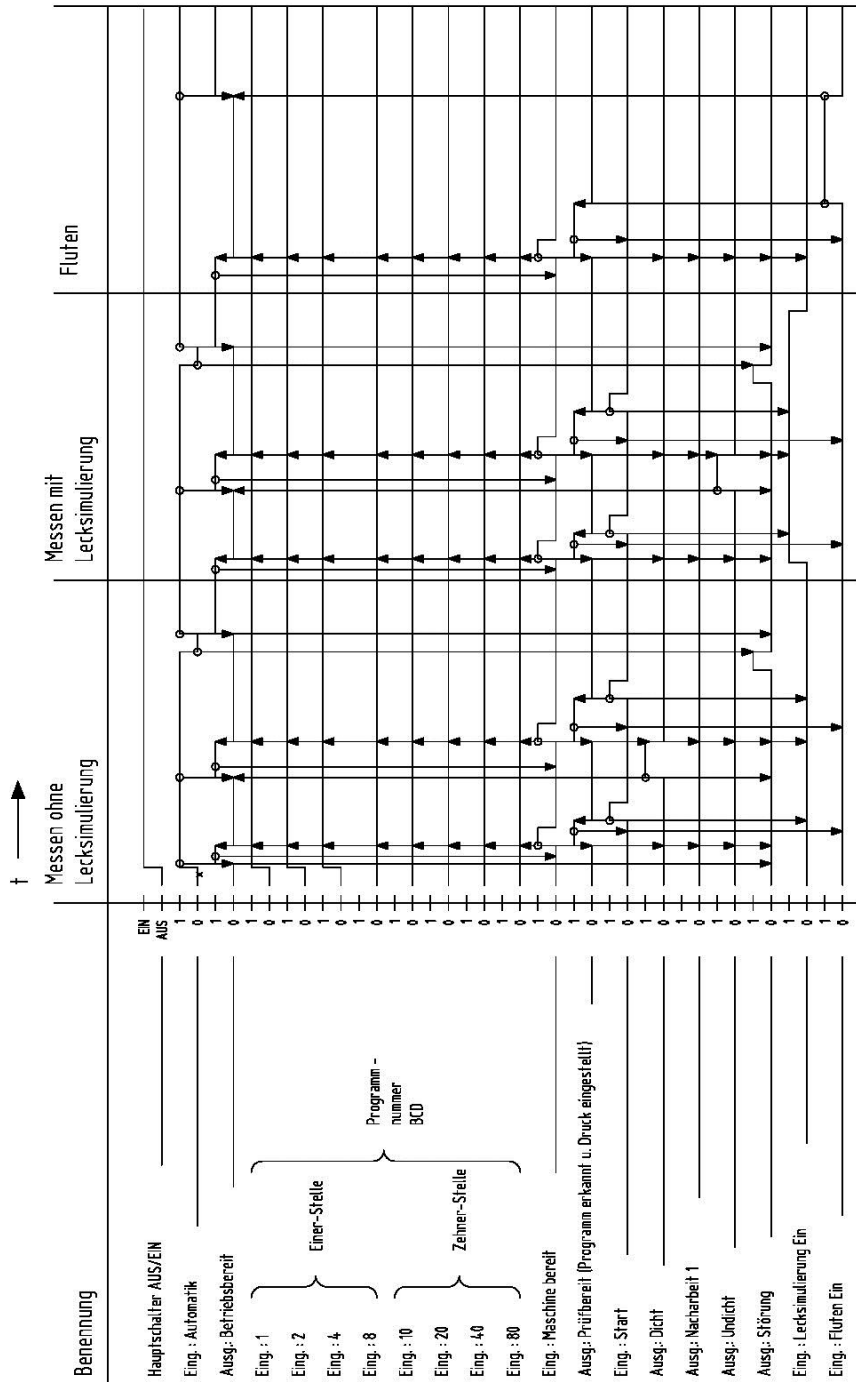 t
Benennung
Messen ohne
Lecksimulierung
Messen mit
Lecksimulierung
Fluten
Hauptschalter AUS/EIN
EIN
AUS
Eing.: Automatik
1
0
x
Ausg.: Betriebsbereit
1
0
Eing.: 1
1
0
Eing.: 2
1
0
Eing.: 4
1
0
Eing.: 8
1
0
Einer-Stelle
Programm-
nummer
BCD
Eing.: 10
1
0
Eing.: 20
1
0
Eing.: 40
1
0
Eing.: 80
1
0
Zehner-Stelle
Eing.: Maschine bereit
1
0
Ausg.: Prüfbereit (Programm erkannt u. Druck eingestellt)
1
0
Eing.: Start
1
0
Ausg.: Dicht
1
0
Ausg.: Nacharbeit 1
1
0
Ausg.: Undicht
1
0
Ausg.: Störung
1
0
Eing.: Lecksimulierung Ein
1
0
Eing.: Fluten Ein
1
0